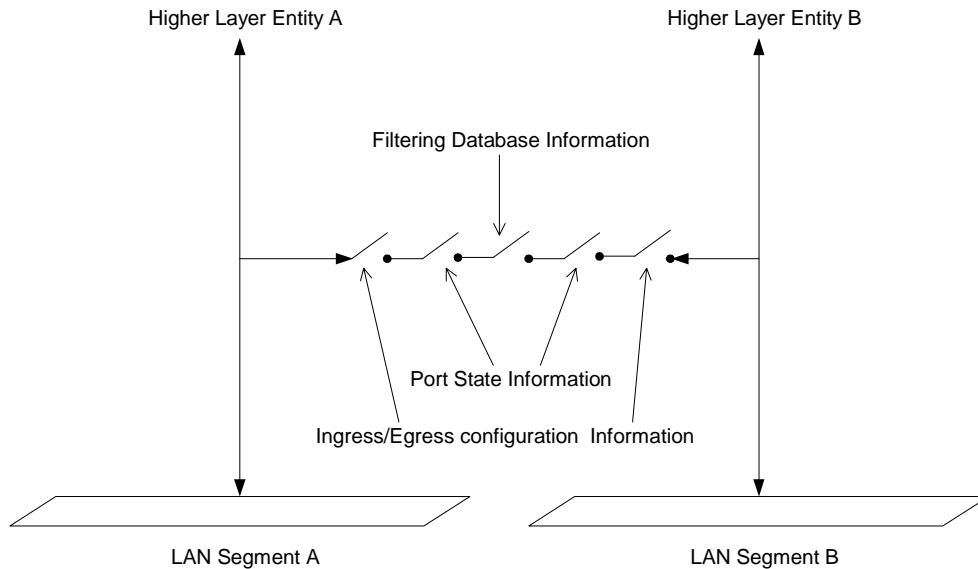 Higher Layer Entity A
Higher Layer Entity B
Filtering Database Information
Port State Information
Ingress/Egress configuration Information
LAN Segment A
LAN Segment B